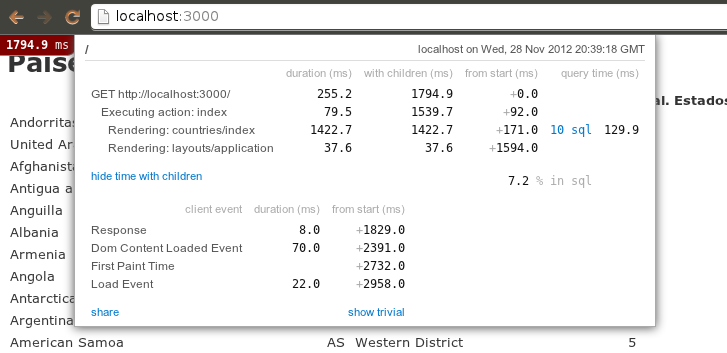 localhost:3000
1794.9 ms
/
localhost on Wed, 28 Nov 2012 20:39:18 GMT
duration (ms) with children (ms) from start (ms) query time (ms)
GET http://localhost:3000/ 255.2 1794.9 +0.0
Executing action: index 79.5 1539.7 +92.0
Rendering: countries/index 1422.7 1422.7 +171.0 10 sql 129.9
Rendering: layouts/application 37.6 37.6 +1594.0
hide time with children
7.2 % in sql
client event duration (ms) from start (ms)
Response 8.0 +1829.0
Dom Content Loaded Event 70.0 +2391.0
First Paint Time +2732.0
Load Event 22.0 +2958.0
share show trivial
al. Estados
Andorritas
United Ar
Afghanista
Antigua a
Anguilla
Albania
Armenia
Angola
Antarctica
Argentina
American Samoa AS Western District 5